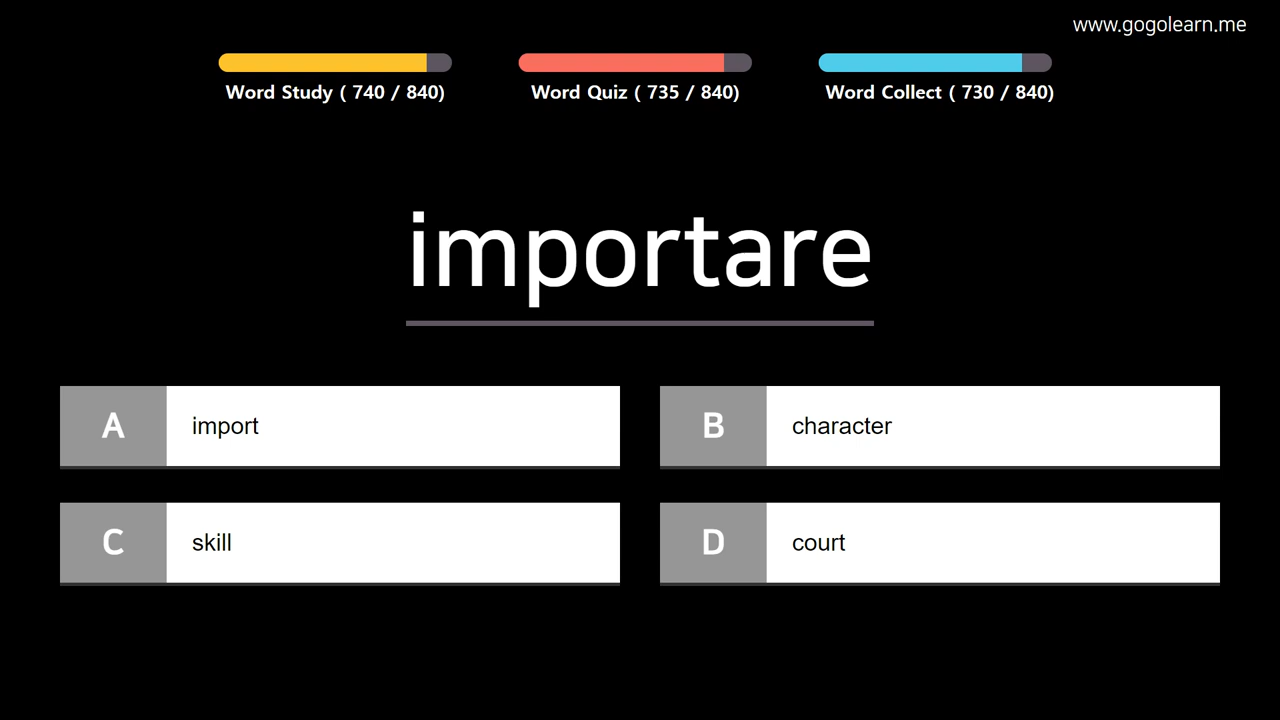 www.gogolearn.me
Word Study ( 740 / 840)
Word Quiz ( 735 / 840)
Word Collect ( 730 / 840)
importare
A import
B character
C skill
D court